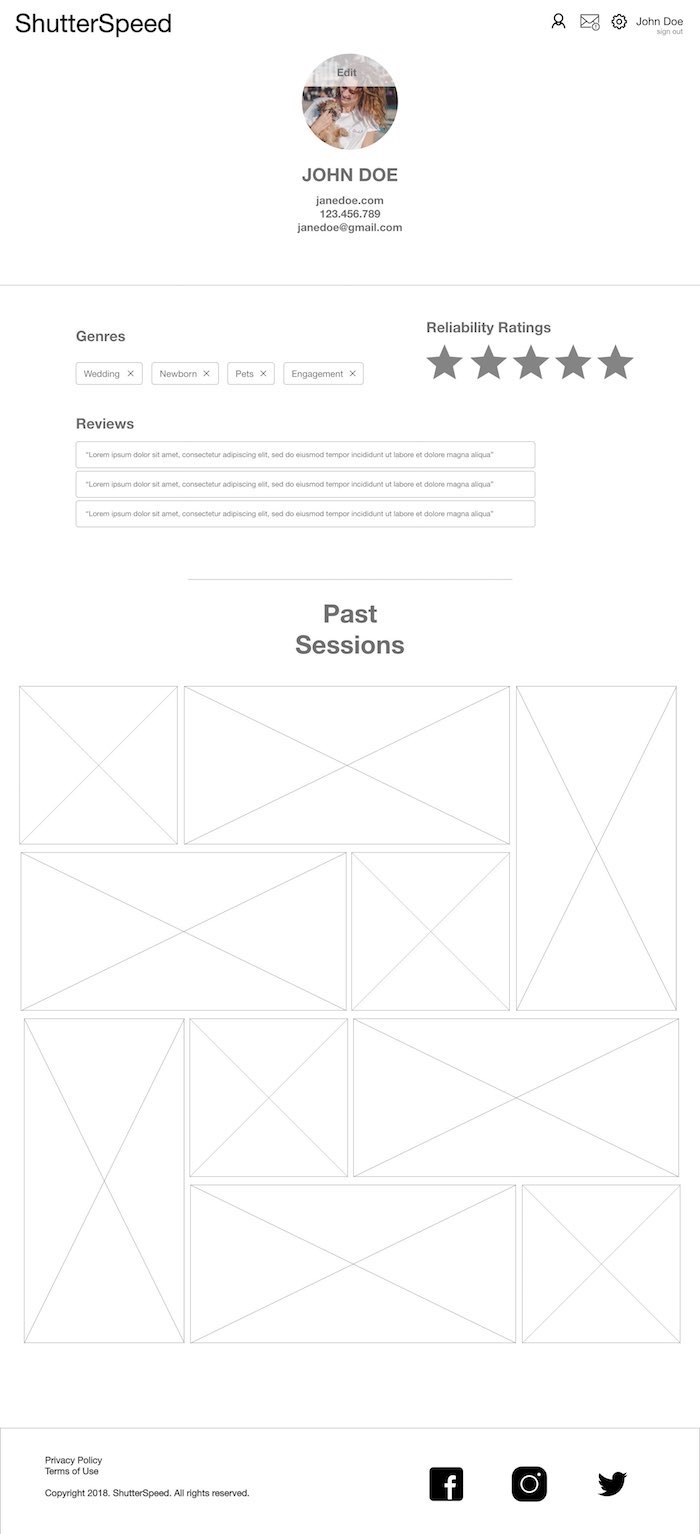 ShutterSpeed
John Doe
sign out
Edit
JOHN DOE
janedoe.com
123.456.789
janedoe@gmail.com
Genres
Reliability Ratings
Wedding
Newborn
Pets
Engagement
Reviews
“Lorem ipsum dolor sit amet, consectetur adipiscing elit, sed do eiusmod tempor incididunt ut labore et dolore magna aliqua”
“Lorem ipsum dolor sit amet, consectetur adipiscing elit, sed do eiusmod tempor incididunt ut labore et dolore magna aliqua”
“Lorem ipsum dolor sit amet, consectetur adipiscing elit, sed do eiusmod tempor incididunt ut labore et dolore magna aliqua”
Past
Sessions
Privacy Policy
Terms of Use
Copyright 2018. ShutterSpeed. All rights reserved.